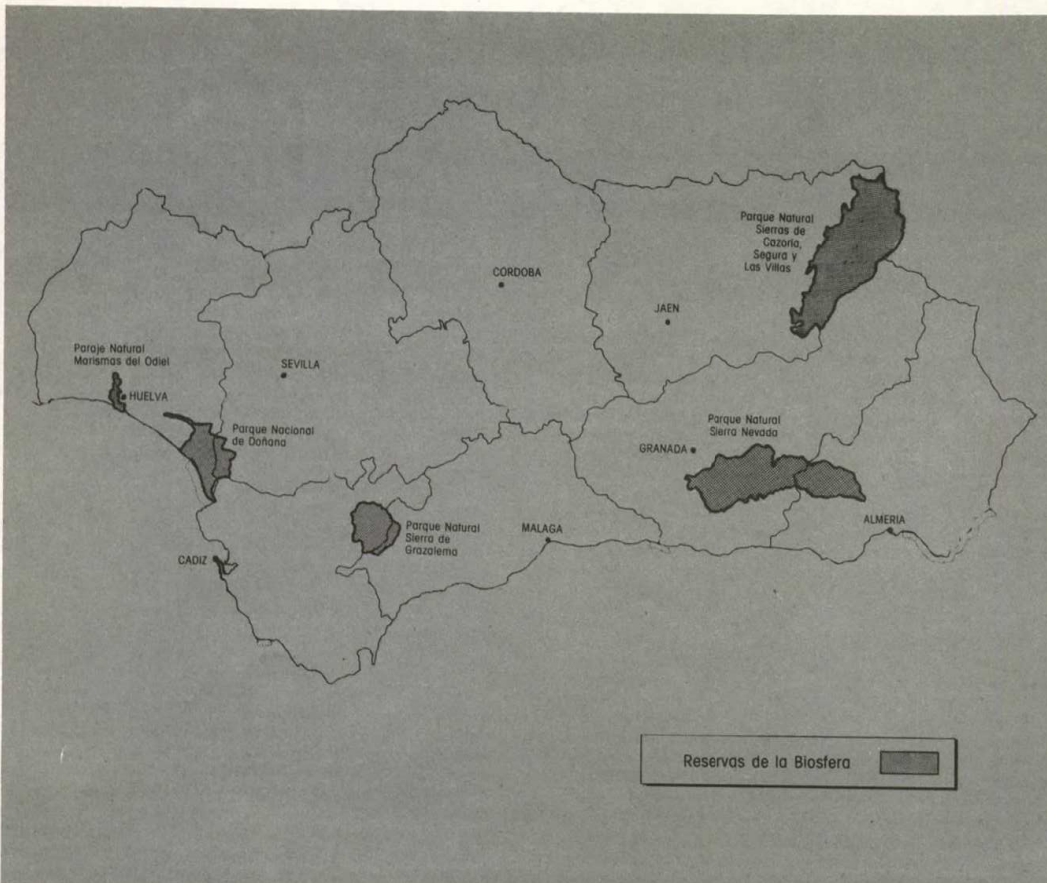 Parque Natural
Sierras de
Cazorla,
Segura y
Las Villas
CORDOBA
JAEN
Paraje Natural
Marismas del Odiel
SEVILLA
HUELVA
Parque Nacional
de Doñana
Parque Natural
Sierra Nevada
GRANADA
Parque Natural
Sierra de
Grazalema
MALAGA
ALMERIA
CADIZ
Reservas de la Biosfera